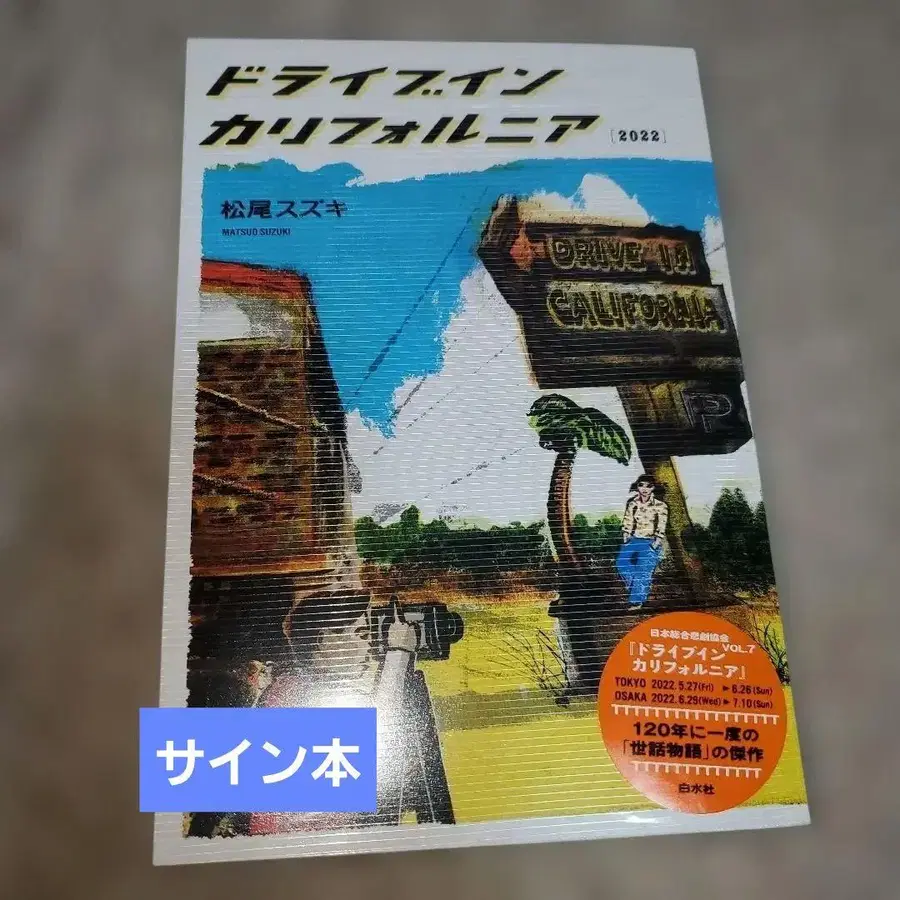 ドライブイン
カリフォルニア [2022]
松尾スズキ
MATSUO SUZUKI
DRIVE IN
CALIFORNIA
P
日本総合悲劇協会
VOL.7
『ドライブイン
カリフォルニア』
TOKYO 2022.5.27(Fri) ▶ 6.26(Sun)
OSAKA 2022.6.29(Wed) ▶ 7.10(Sun)
120年に一度の
「世話物語」の傑作
白水社
サイン本